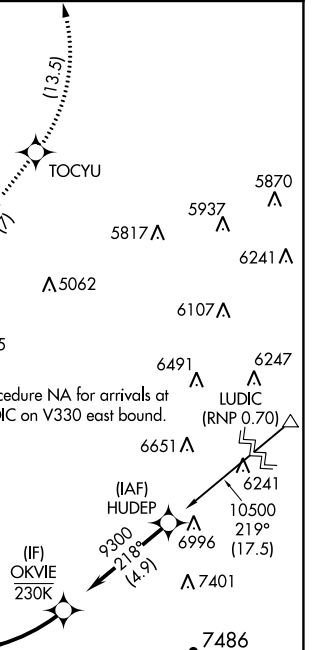 (13.5)
TOCYU
5870
5937
5817
6241
5062
6107
6491
6247
cedure NA for arrivals at
DIC on V330 east bound.
LUDIC
(RNP 0.70)
6651
6241
(IAF)
HUDEP
10500
219°
(17.5)
6996
9300
218°
(4.9)
(IF)
OKVIE
230K
7401
7486